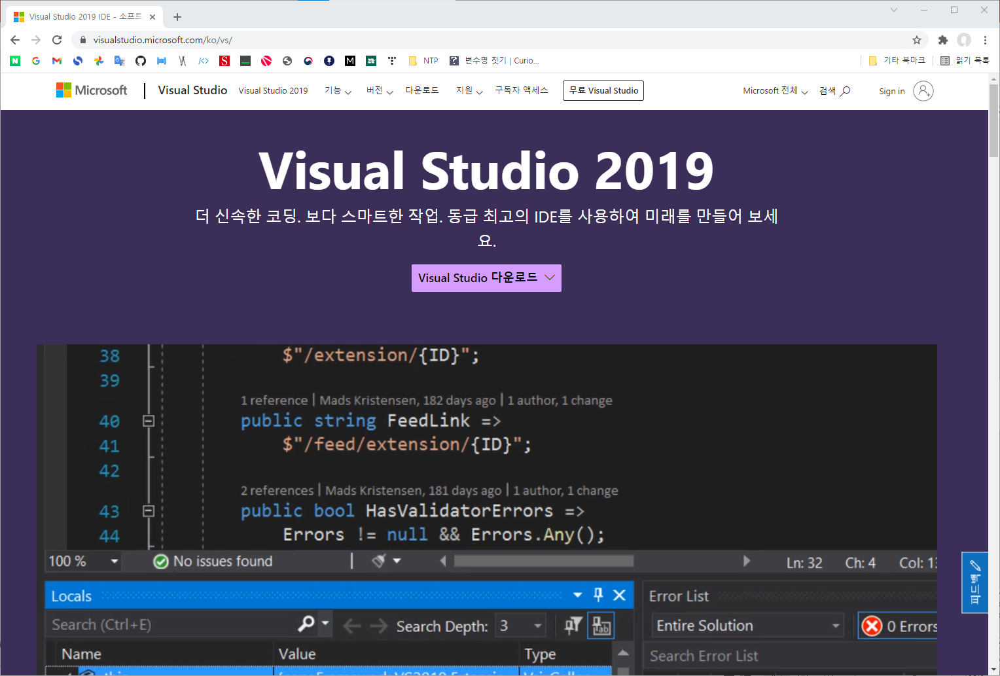 Visual Studio 2019 IDE - 소프트
visualstudio.microsoft.com/ko/vs/
NTP 변수명 짓기 | Curio... 기타 북마크 읽기 목록
Microsoft Visual Studio Visual Studio 2019 기능 버전 다운로드 지원 구독자 액세스 무료 Visual Studio Microsoft 전체 검색 Sign in
Visual Studio 2019
더 신속한 코딩. 보다 스마트한 작업. 동급 최고의 IDE를 사용하여 미래를 만들어 보세
요.
Visual Studio 다운로드
38 $"/extension/{ID}";
39
1 reference | Mads Kristensen, 182 days ago | 1 author, 1 change
40 public string FeedLink =>
41 $"/feed/extension/{ID}";
42
2 references | Mads Kristensen, 181 days ago | 1 author, 1 change
43 public bool HasValidatorErrors =>
44 Errors != null && Errors.Any();
100 % No issues found Ln: 32 Ch: 4 Col: 13
피드백
Locals Error List
Search (Ctrl+E) Search Depth: 3 Entire Solution 0 Errors
Name Value Type Search Error List